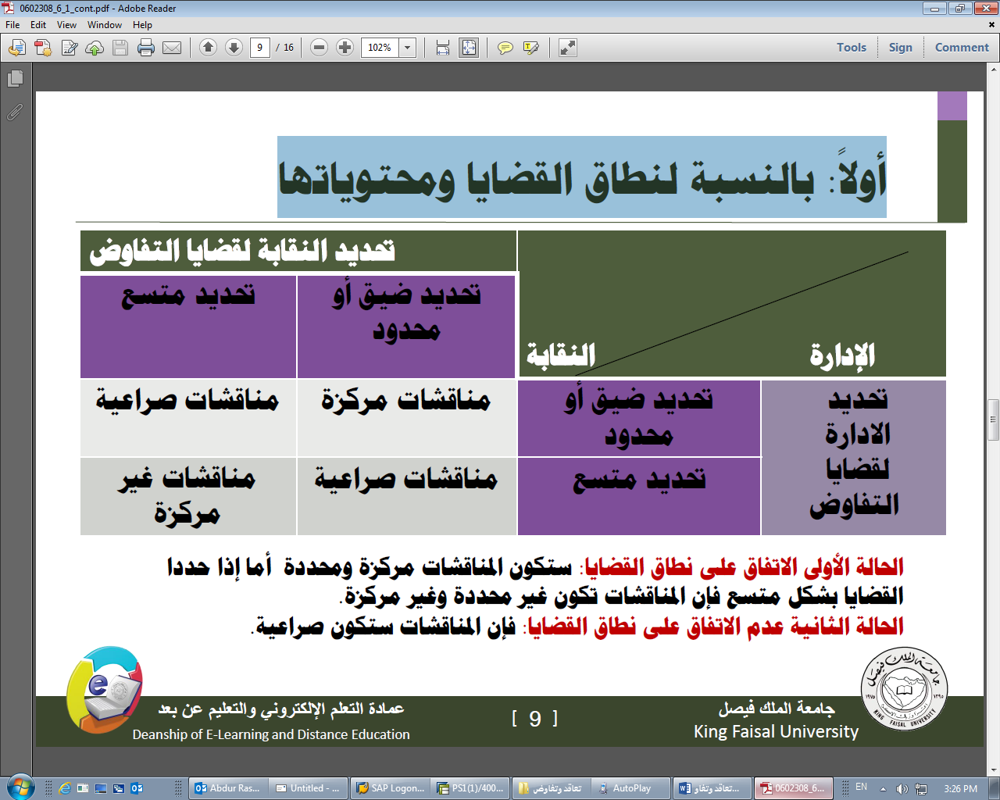 0602308_6_1_cont.pdf - Adobe Reader
File Edit View Window Help
9 / 16 102% Tools Sign Comment
أولاً: بالنسبة لنطاق القضايا ومحتوياتها
تحديد النقابة لقضايا التفاوض
الإدارة
النقابة
تحديد ضيق أو
محدود
تحديد متسع
تحديد
الادارة
لقضايا
التفاوض
تحديد ضيق أو
محدود
مناقشات مركزة
مناقشات صراعية
تحديد متسع
مناقشات صراعية
مناقشات غير
مركزة
الحالة الأولى الاتفاق على نطاق القضايا: ستكون المناقشات مركزة ومحددة أما إذا حددا
القضايا بشكل متسع فإن المناقشات تكون غير محددة وغير مركزة.
الحالة الثانية عدم الاتفاق على نطاق القضايا: فإن المناقشات ستكون صراعية.
جامعة الملك فيصل
King Faisal University
[ 9 ]
عمادة التعلم الإلكتروني والتعليم عن بعد
Deanship of E-Learning and Distance Education
جامعة الملك فيصل
KING FAISAL UNIVERSITY
e
Abdur Ras... Untitled - ... SAP Logon... PS1(1)/400... تعاقد وتفاوض AutoPlay تعاقد وتفاو... 0602308_6... EN 3:26 PM